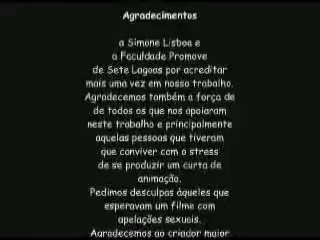 Agradecimentos
a Simone Lisboa e
a Faculdade Promove
de Sete Lagoas por acreditar
mais uma vez em nosso trabalho.
Agradecemos também a força de
de todos os que nos apoiaram
neste trabalho e principalmente
aquelas pessoas que tiveram
que conviver com o stress
de se produzir um curta de
animação.
Pedimos desculpas àqueles que
esperavam um filme com
apelações sexuais.
Agradecemos ao criador maior